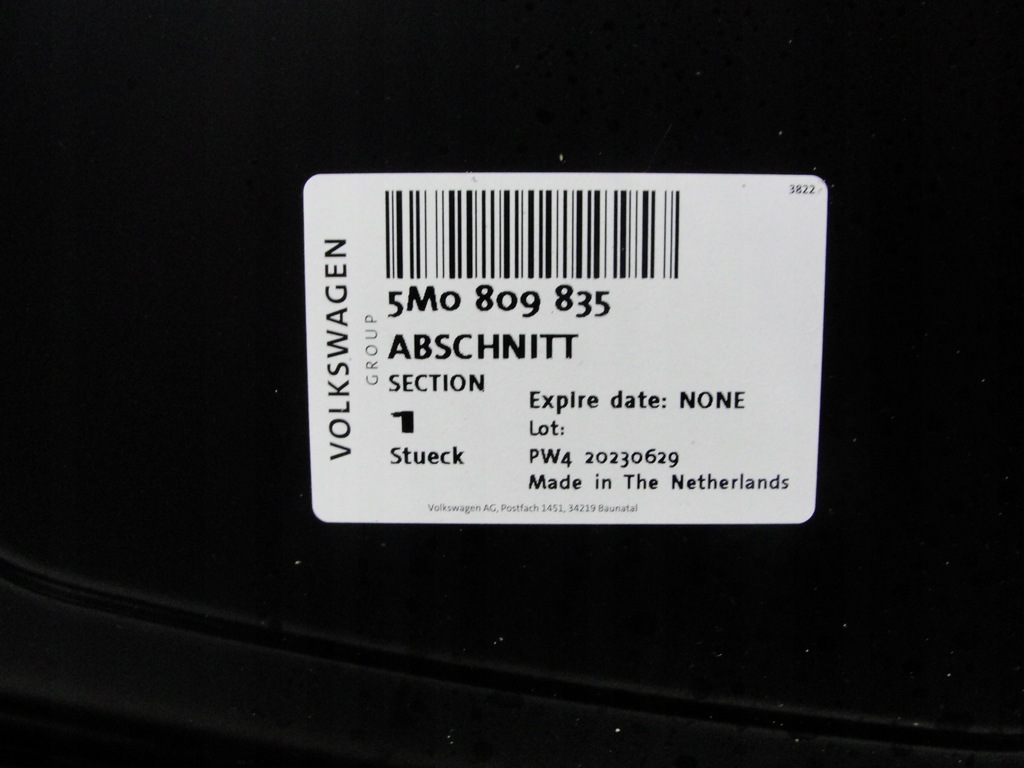 3822
VOLKSWAGEN
GROUP
5M0 809 835
ABSCHNITT
SECTION
1
Stueck
Expire date: NONE
Lot:
PW4 20230629
Made in The Netherlands
Volkswagen AG, Postfach 1451, 34219 Baunatal